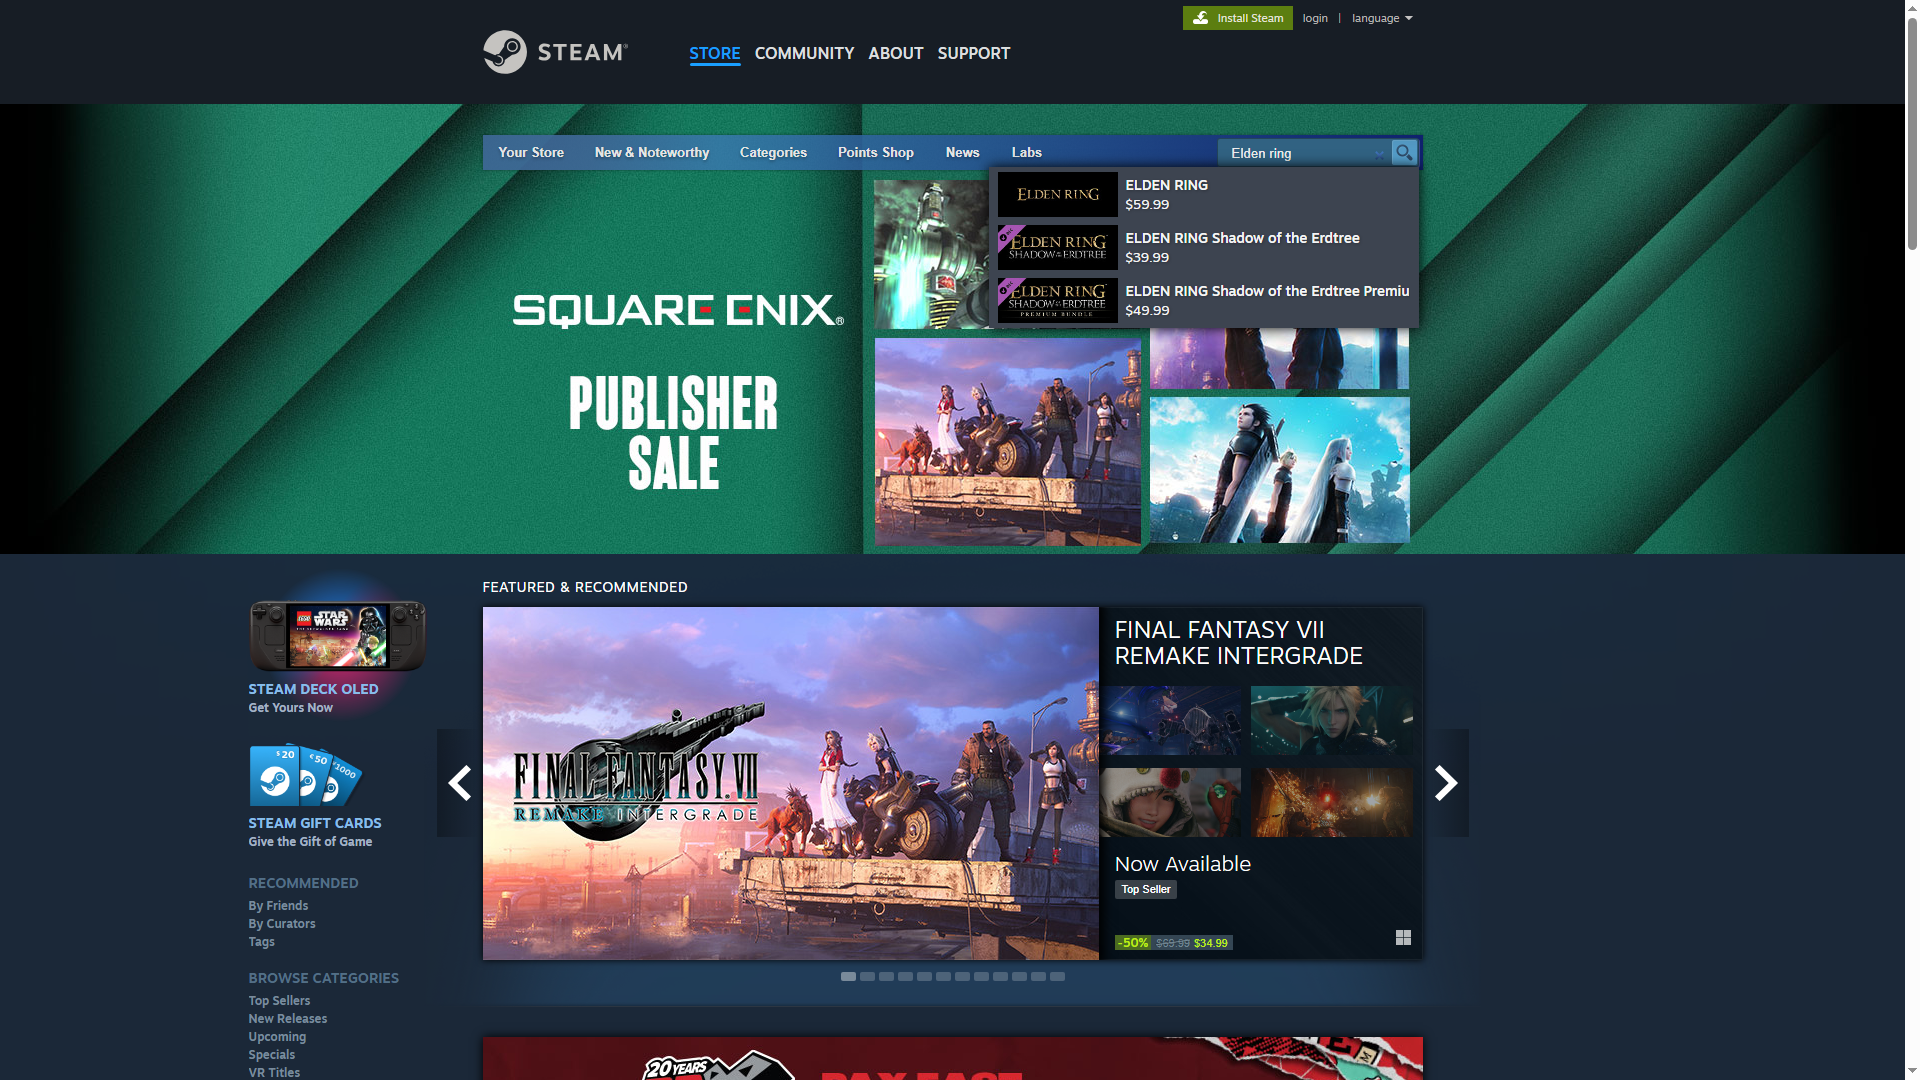 Install Steam
login | language
STEAM®
STORE COMMUNITY ABOUT SUPPORT
Your Store New & Noteworthy Categories Points Shop News Labs
Elden ring
ELDEN RING
ELDEN RING
$59.99
ELDEN RING
SHADOW OF THE ERDTREE
ELDEN RING Shadow of the Erdtree
$39.99
ELDEN RING
SHADOW OF THE ERDTREE
PREMIUM BUNDLE
ELDEN RING Shadow of the Erdtree Premiu
$49.99
SQUARE ENIX®
PUBLISHER
SALE
FEATURED & RECOMMENDED
LEGO STAR WARS
STEAM DECK OLED
Get Yours Now
$20
€50
1000
STEAM GIFT CARDS
Give the Gift of Game
RECOMMENDED
By Friends
By Curators
Tags
BROWSE CATEGORIES
Top Sellers
New Releases
Upcoming
Specials
VR Titles
FINAL FANTASY VII
REMAKE INTERGRADE
FINAL FANTASY VII
REMAKE INTERGRADE
Now Available
Top Seller
-50% $69.99 $34.99
20 YEARS
PAX EAST